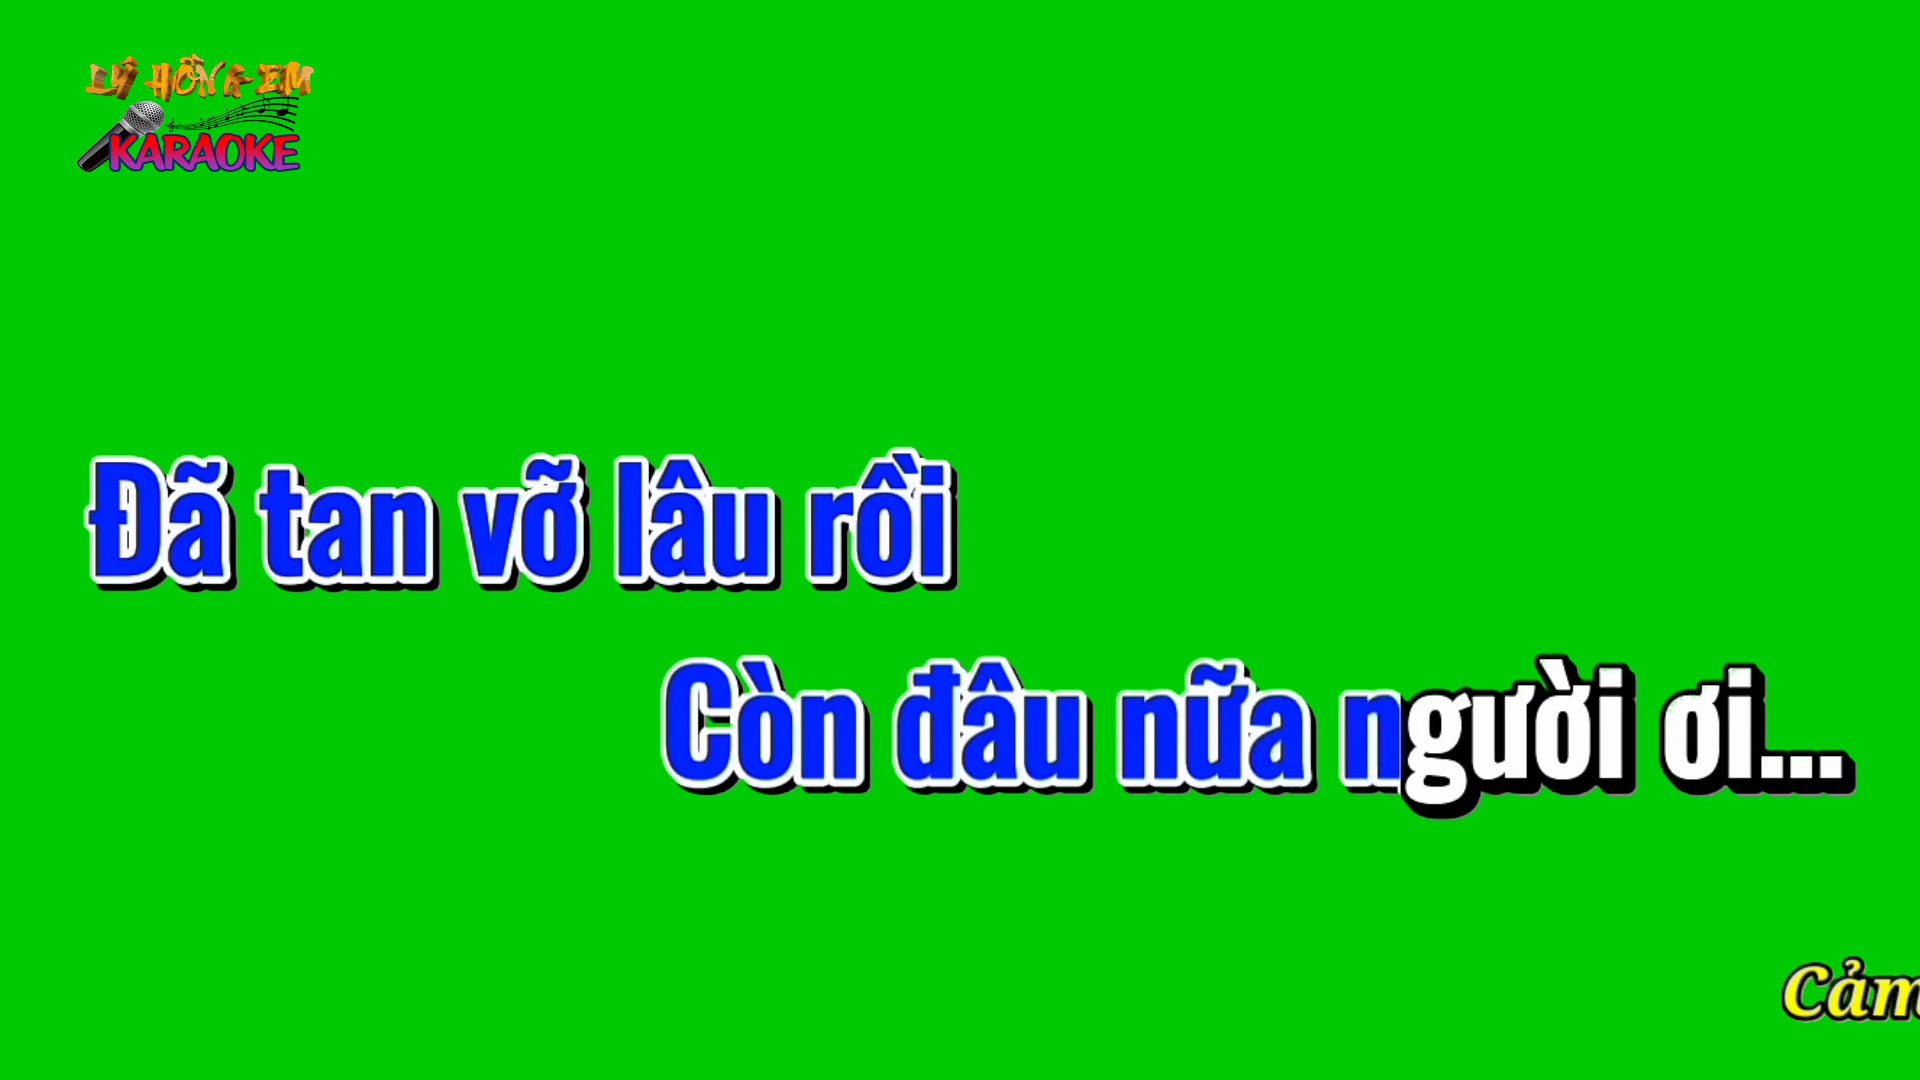 LÝ HỒNG EM
KARAOKE
Đã tan vỡ lâu rồi
Còn đâu nữa người ơi...
Cảm